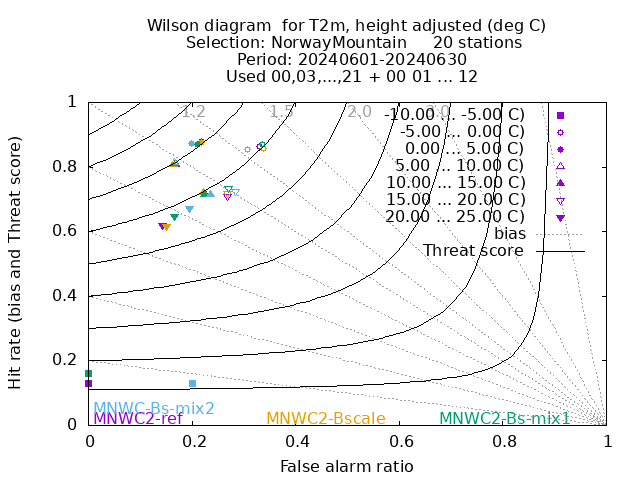 Wilson diagram  for T2m, height adjusted (deg C)
Selection: NorwayMountain     20 stations
Period: 20240601-20240630
Used 00,03,...,21 + 00 01 ... 12
1.2 1.5 2.0 3.0
-10.00 ... -5.00 C)
-5.00 ... 0.00 C)
0.00 ... 5.00 C)
5.00 ... 10.00 C)
10.00 ... 15.00 C)
15.00 ... 20.00 C)
20.00 ... 25.00 C)
bias
Threat score
1
0.8
0.6
0.4
0.2
0
Hit rate (bias and Threat score)
MNWC-Bs-mix2
MNWC2-ref MNWC2-Bscale MNWC2-Bs-mix1
0 0.2 0.4 0.6 0.8 1
False alarm ratio